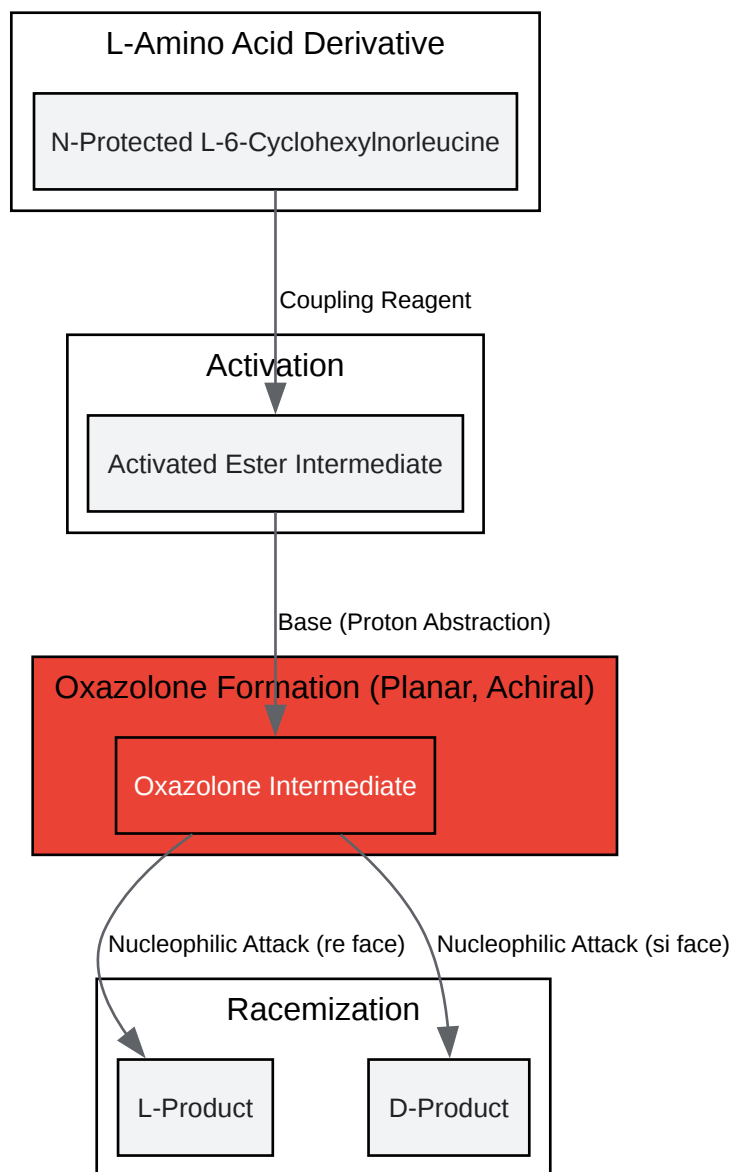 L-Amino Acid Derivative
N-Protected L-6-Cyclohexylnorleucine
Coupling Reagent
Activation
Activated Ester Intermediate
Base (Proton Abstraction)
Oxazolone Formation (Planar, Achiral)
Oxazolone Intermediate
Nucleophilic Attack (re face)
Nucleophilic Attack (si face)
Racemization
L-Product
D-Product